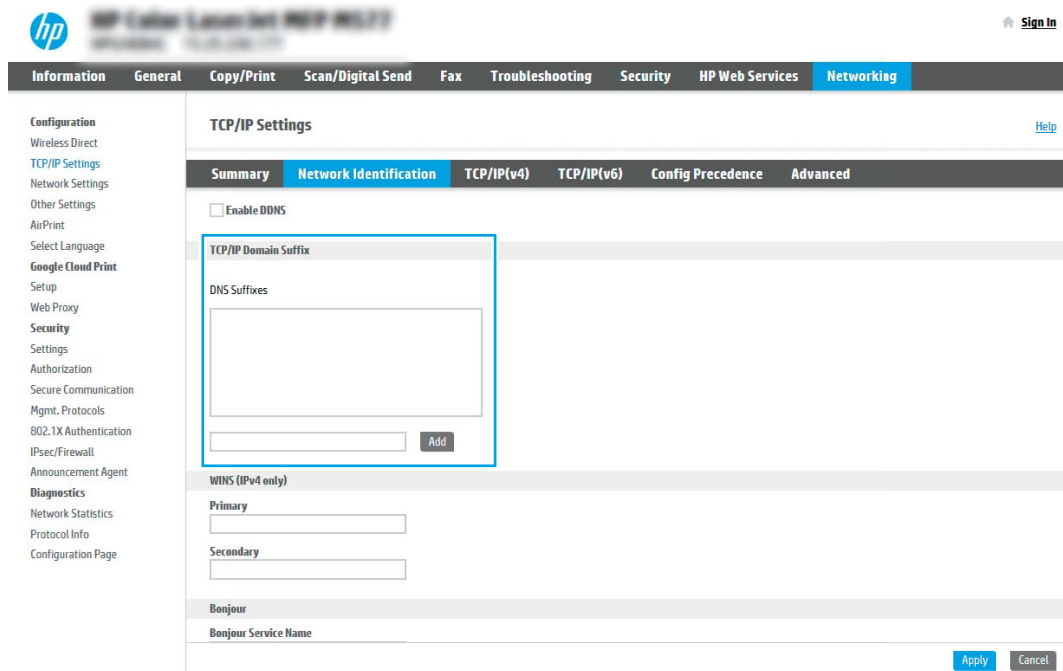 hp
Sign In
Information General Copy/Print Scan/Digital Send Fax Troubleshooting Security HP Web Services Networking
Configuration
Wireless Direct
TCP/IP Settings
Network Settings
Other Settings
AirPrint
Select Language
Google Cloud Print
Setup
Web Proxy
Security
Settings
Authorization
Secure Communication
Mgmt. Protocols
802.1X Authentication
IPsec/Firewall
Announcement Agent
Diagnostics
Network Statistics
Protocol Info
Configuration Page
TCP/IP Settings
Help
Summary Network Identification TCP/IP(v4) TCP/IP(v6) Config Precedence Advanced
Enable DDNS
TCP/IP Domain Suffix
DNS Suffixes
Add
WINS (IPv4 only)
Primary
Secondary
Bonjour
Bonjour Service Name
Apply Cancel